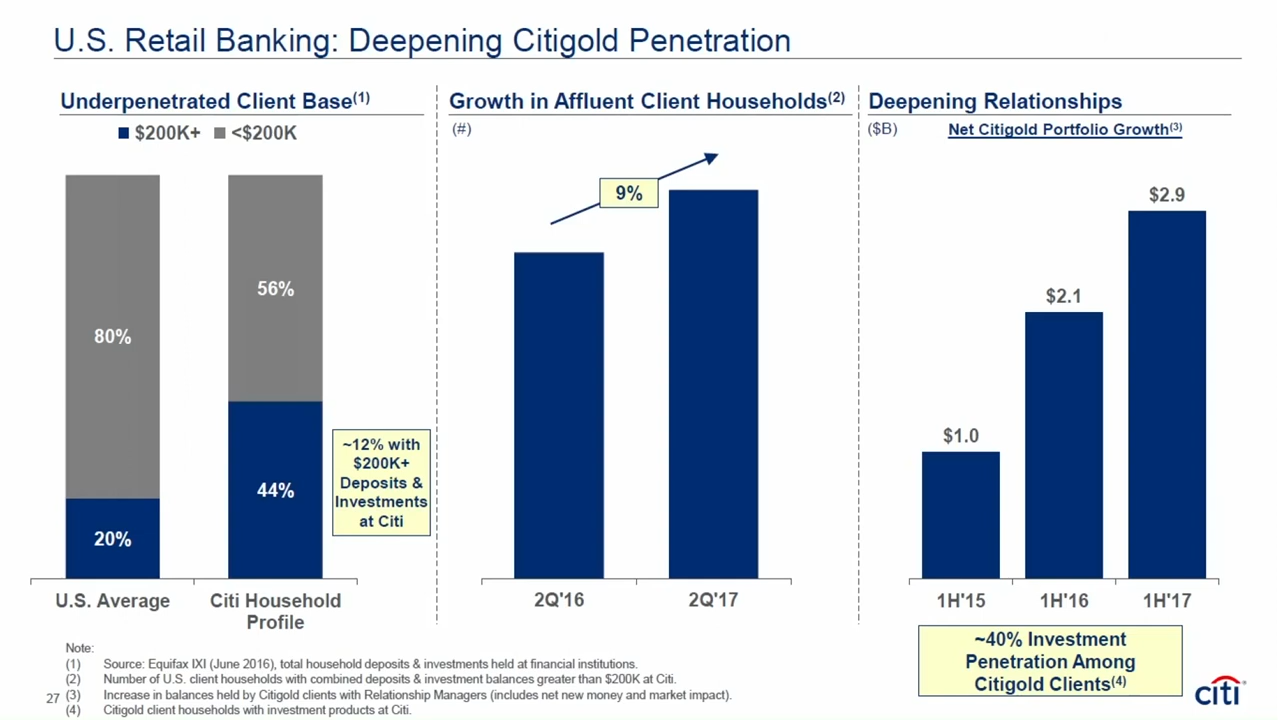 U.S. Retail Banking: Deepening Citigold Penetration
Underpenetrated Client Base(1)
$200K+ <$200K
80%
20%
56%
44%
~12% with
$200K+
Deposits &
Investments
at Citi
U.S. Average
Citi Household
Profile
Growth in Affluent Client Households(2)
(#)
9%
2Q'16
2Q'17
Deepening Relationships
($B)
Net Citigold Portfolio Growth(3)
$1.0
$2.1
$2.9
1H'15
1H'16
1H'17
~40% Investment
Penetration Among
Citigold Clients(4)
Note:
(1) Source: Equifax IXI (June 2016), total household deposits & investments held at financial institutions.
(2) Number of U.S. client households with combined deposits & investment balances greater than $200K at Citi.
(3) Increase in balances held by Citigold clients with Relationship Managers (includes net new money and market impact).
(4) Citigold client households with investment products at Citi.
27
citi